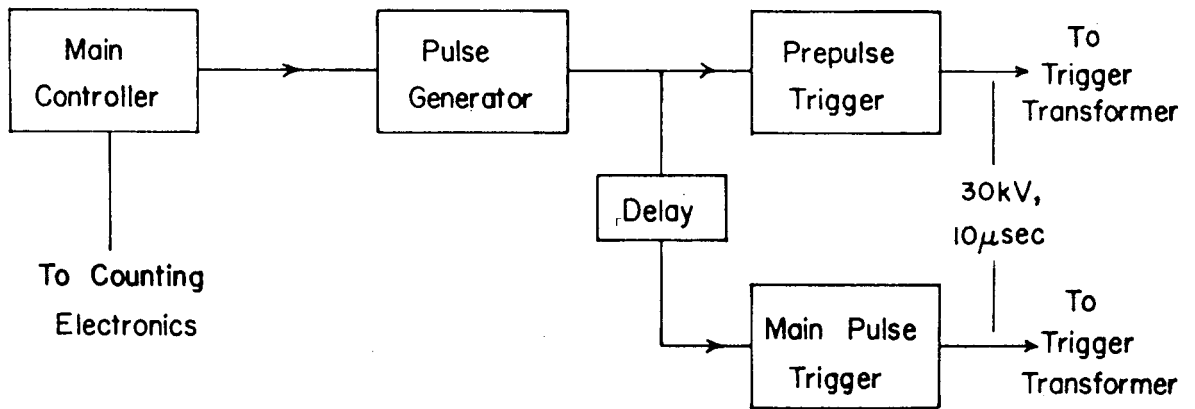 Main
Controller
Pulse
Generator
Prepulse
Trigger
To
Trigger
Transformer
Delay
30kV,
10μsec
To Counting
Electronics
Main Pulse
Trigger
To
Trigger
Transformer